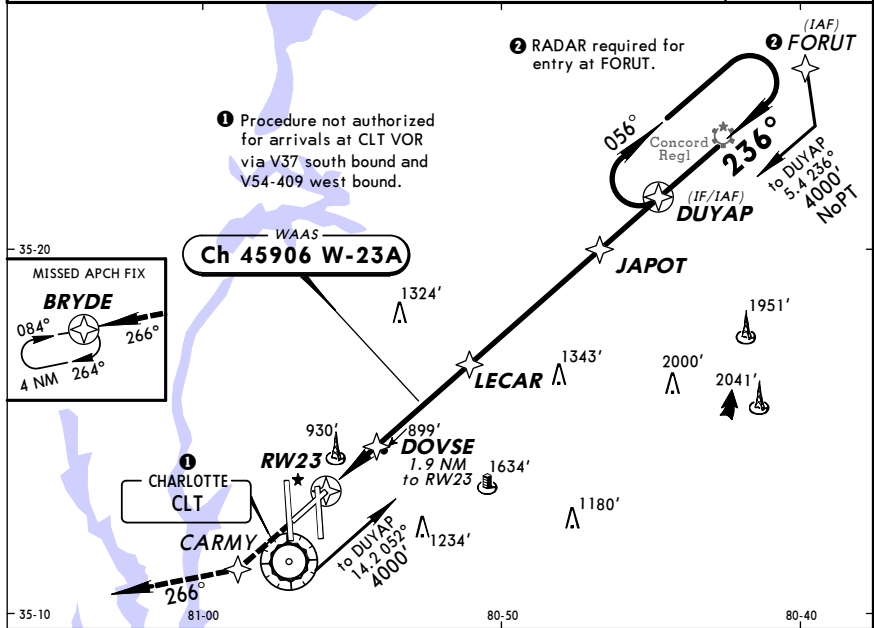 (IAF)
❷ FORUT
❷ RADAR required for
entry at FORUT.
❶ Procedure not authorized
for arrivals at CLT VOR
via V37 south bound and
V54-409 west bound.
056°
Concord
Regl
236°
to DUYAP
5.4 236°
4000'
NoPT
(IF/IAF)
DUYAP
WAAS
Ch 45906 W-23A
35-20
JAPOT
MISSED APCH FIX
BRYDE
084°
266°
4 NM
264°
1324'
1951'
LECAR
1343'
2000'
2041'
930'
899'
DOVSE
1.9 NM
to RW23
RW23
1634'
❶
CHARLOTTE
CLT
1180'
1234'
CARMY
to DUYAP
14.2 052°
4000'
266°
35-10
81-00
80-50
80-40